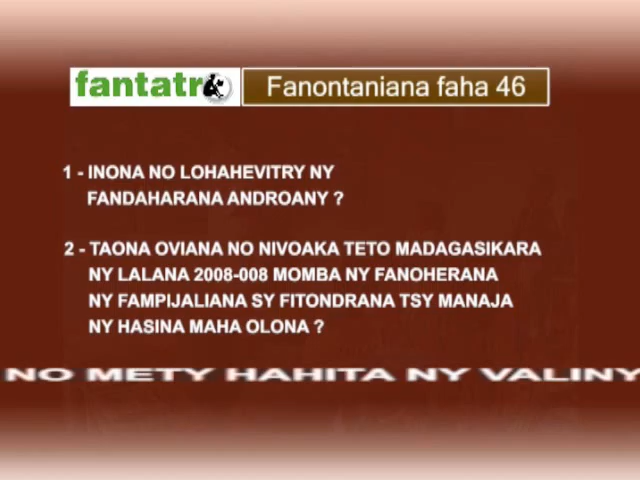 fantatro
Fanontaniana faha 46
1 - INONA NO LOHAHEVITRY NY
FANDAHARANA ANDROANY ?
2 - TAONA OVIANA NO NIVOAKA TETO MADAGASIKARA
NY LALANA 2008-008 MOMBA NY FANOHERANA
NY FAMPIJALIANA SY FITONDRANA TSY MANAJA
NY HASINA MAHA OLONA ?
NO METY HAHITA NY VALINY